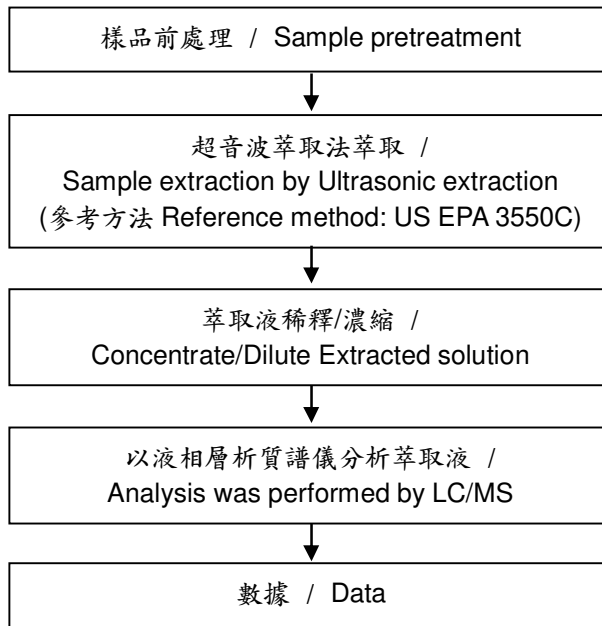 樣品前處理 / Sample pretreatment
超音波萃取法萃取 /
Sample extraction by Ultrasonic extraction
(參考方法 Reference method: US EPA 3550C)
萃取液稀釋/濃縮 /
Concentrate/Dilute Extracted solution
以液相層析質譜儀分析萃取液 /
Analysis was performed by LC/MS
數據 / Data